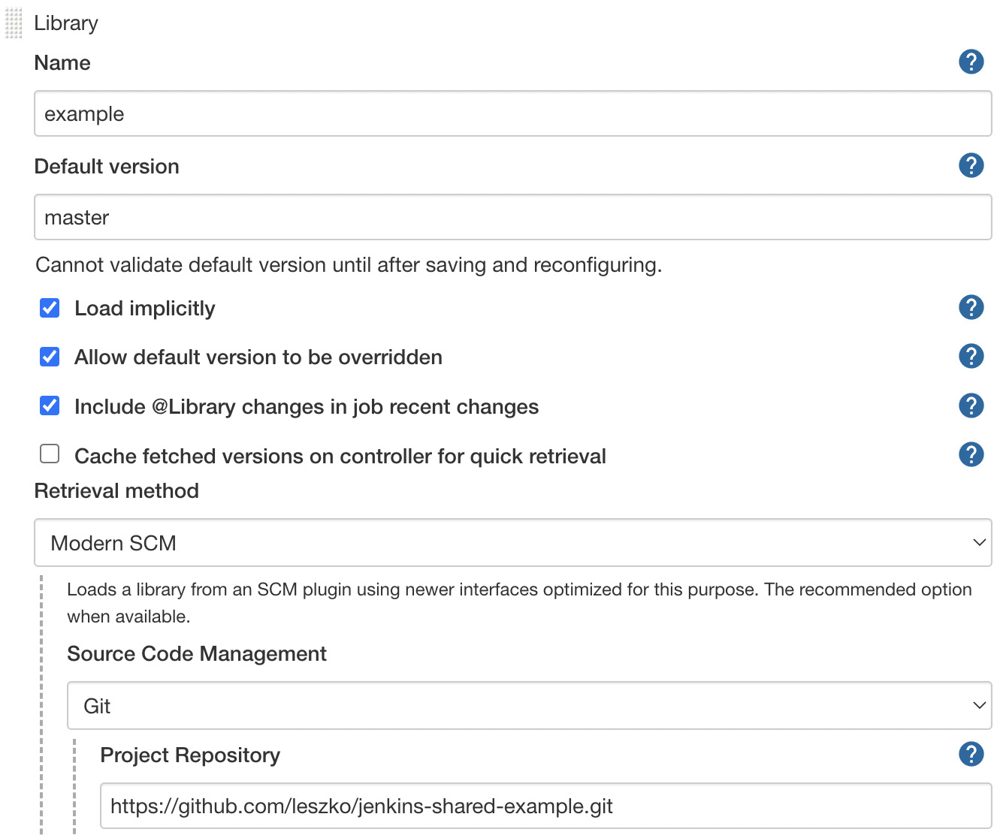 Library
Name
?
example
Default version
?
master
Cannot validate default version until after saving and reconfiguring.
Load implicitly
?
Allow default version to be overridden
?
Include @Library changes in job recent changes
?
Cache fetched versions on controller for quick retrieval
?
Retrieval method
Modern SCM
Loads a library from an SCM plugin using newer interfaces optimized for this purpose. The recommended option
when available.
Source Code Management
Git
Project Repository
?
https://github.com/leszko/jenkins-shared-example.git